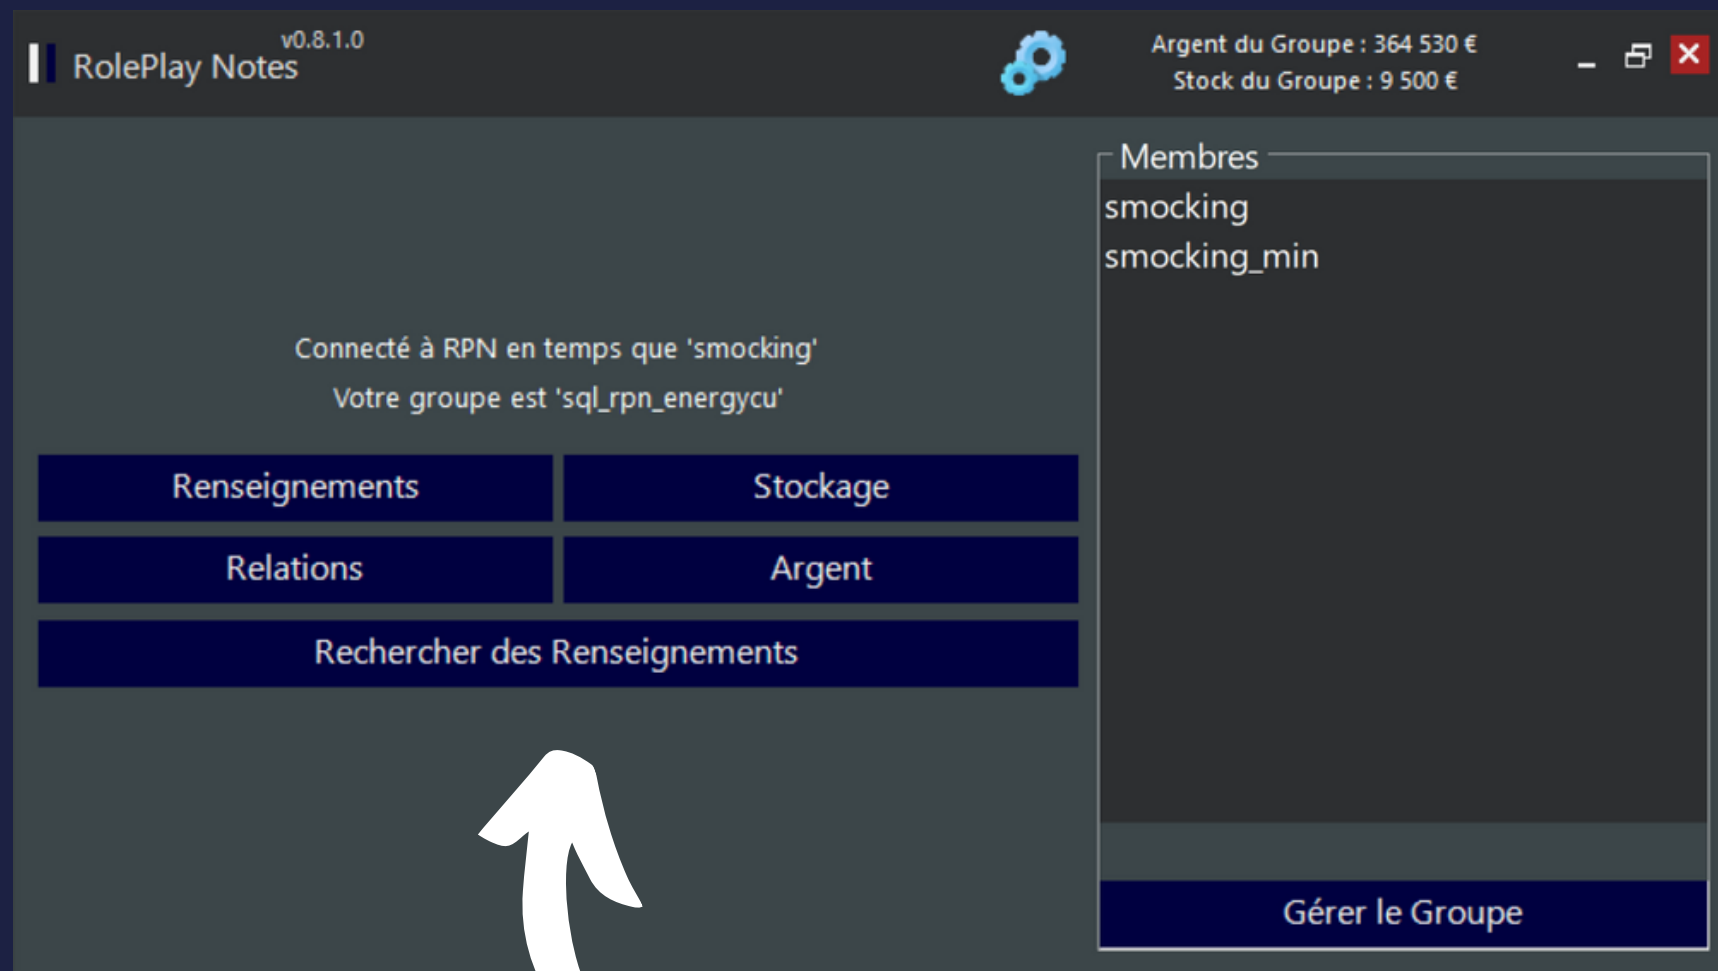 RolePlay Notes
v0.8.1.0
Argent du Groupe : 364 530 €
Stock du Groupe : 9 500 €
Membres
smocking
smocking_min
Connecté à RPN en temps que 'smocking'
Votre groupe est 'sql_rpn_energycu'
Renseignements
Stockage
Relations
Argent
Rechercher des Renseignements
Gérer le Groupe